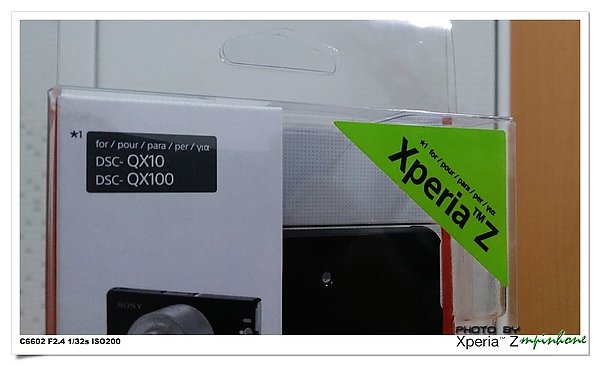 *1
for / pour / para / per / για
DSC- QX10
DSC- QX100
*1 for / pour / para / per / για
Xperia™ Z
SONY
C6602 F2.4 1/32s ISO200
PHOTO BY
Xperia™ Z mpinhone